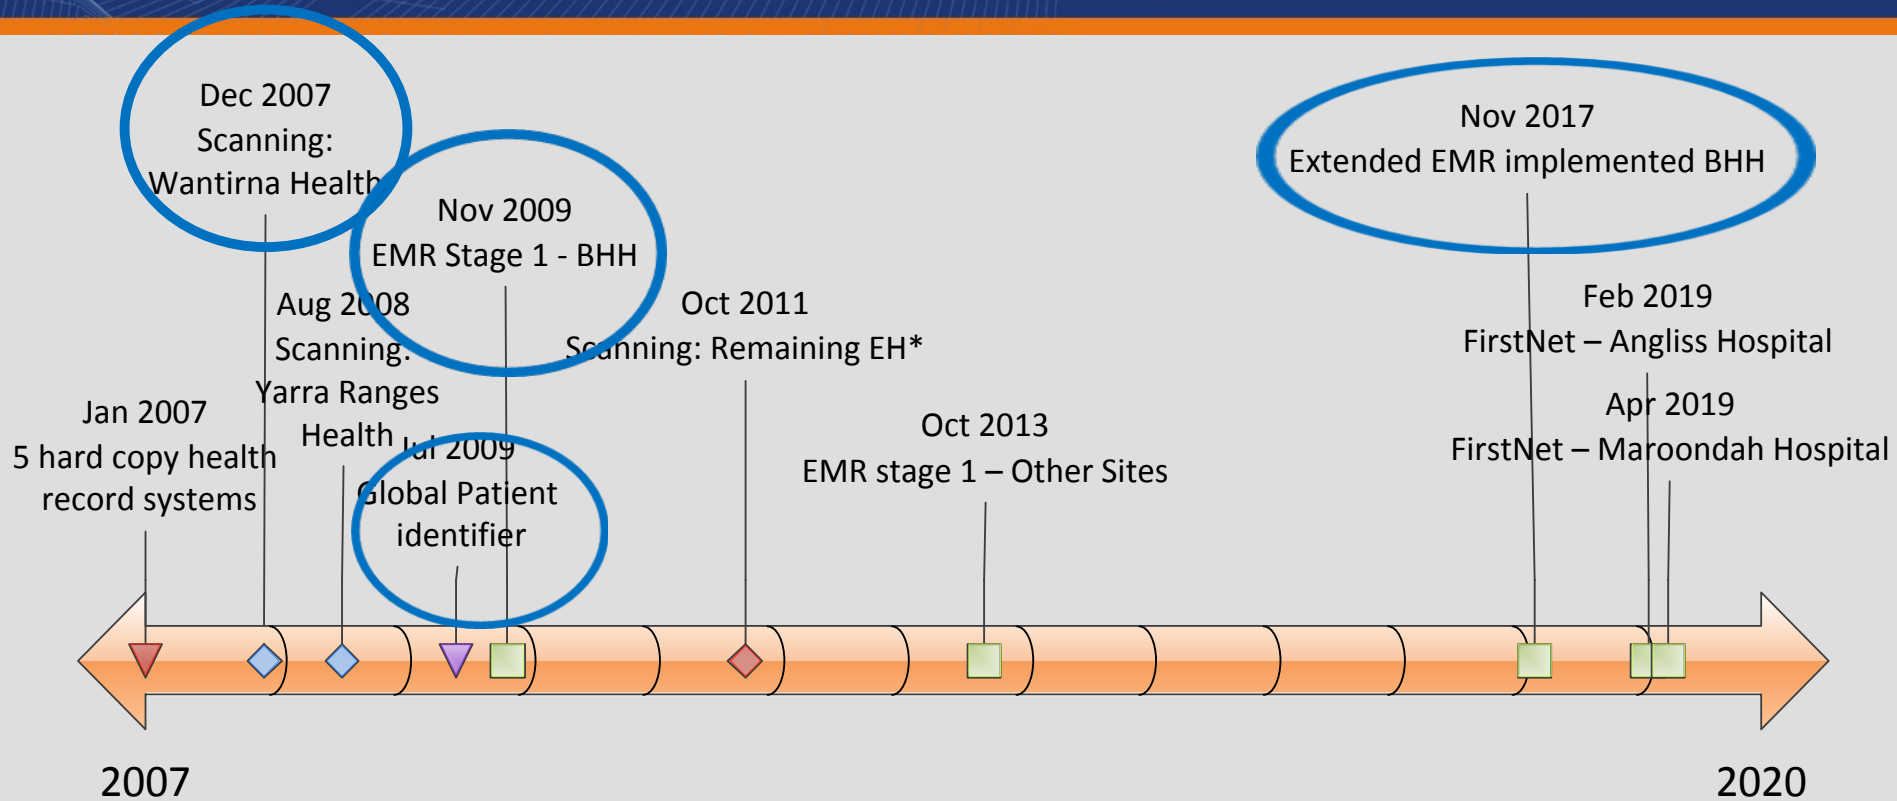 Dec 2007
Scanning:
Wantirna Health
Nov 2009
EMR Stage 1 - BHH
Nov 2017
Extended EMR implemented BHH
Aug 2008
Scanning:
Yarra Ranges
Health
Oct 2011
Scanning: Remaining EH*
Feb 2019
FirstNet – Angliss Hospital
Jan 2007
5 hard copy health
record systems
Jul 2009
Global Patient
identifier
Oct 2013
EMR stage 1 – Other Sites
Apr 2019
FirstNet – Maroondah Hospital
2007
2020